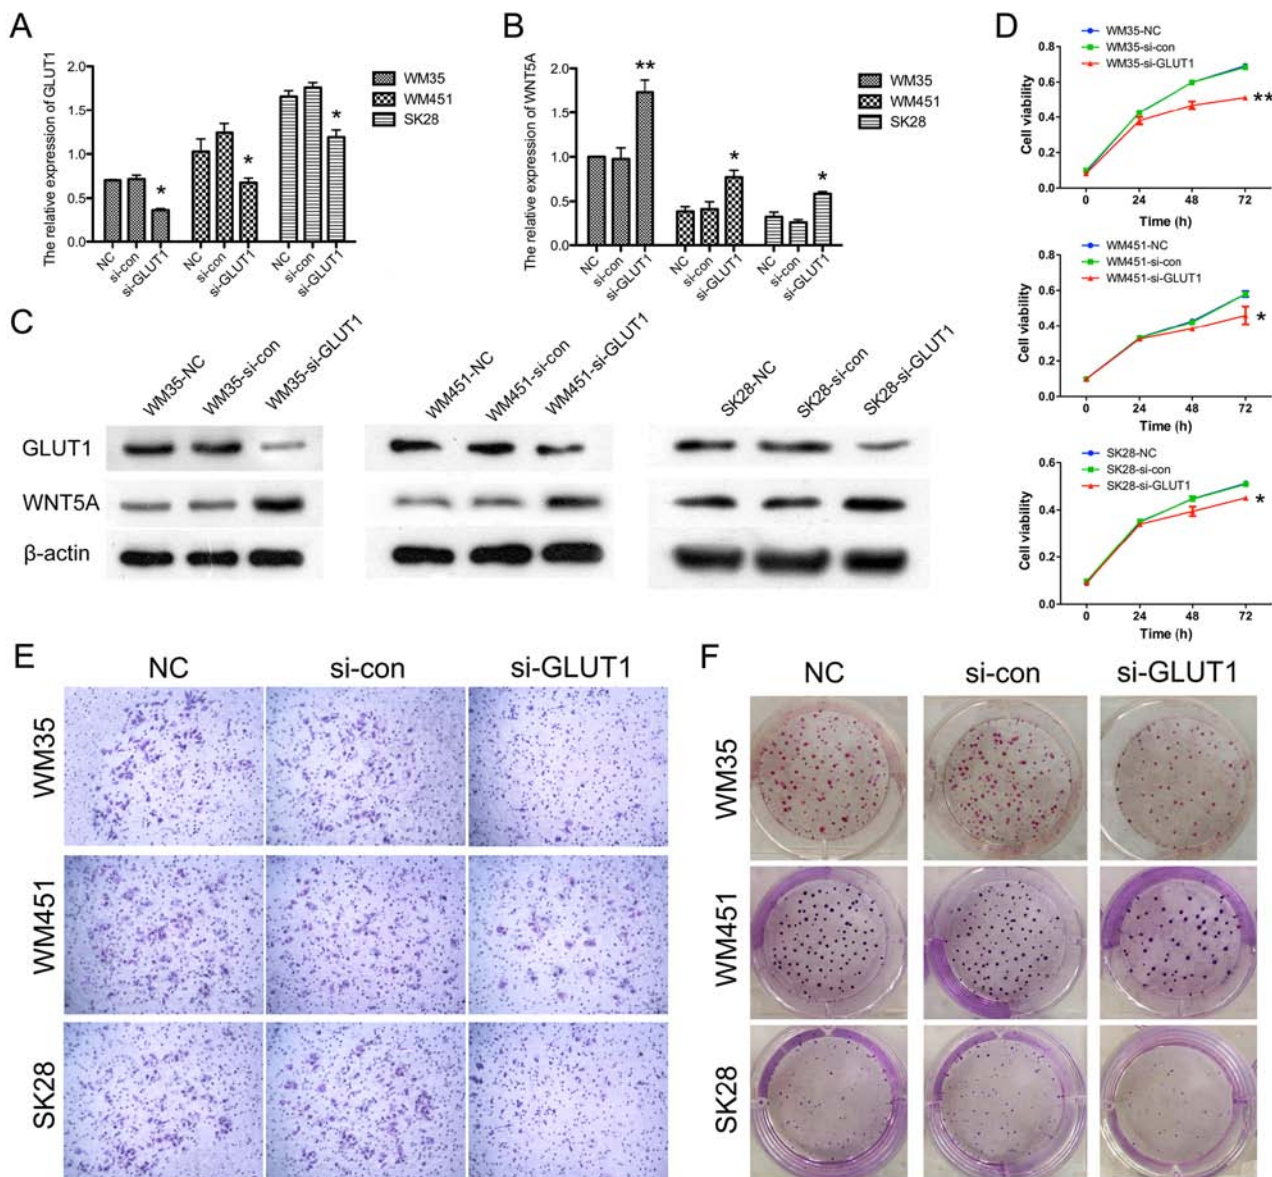 A
The relative expression of GLUT1
2.0
1.5
1.0
0.5
0.0
WM35
WM451
SK28
*
*
*
NC
si-con
si-GLUT1
NC
si-con
si-GLUT1
NC
si-con
si-GLUT1
B
The relative expression of WNT5A
2.0
1.5
1.0
0.5
0.0
WM35
WM451
SK28
**
*
*
NC
si-con
si-GLUT1
NC
si-con
si-GLUT1
NC
si-con
si-GLUT1
C
WM35-NC
WM35-si-con
WM35-si-GLUT1
WM451-NC
WM451-si-con
WM451-si-GLUT1
SK28-NC
SK28-si-con
SK28-si-GLUT1
GLUT1
WNT5A
β-actin
D
WM35-NC
WM35-si-con
WM35-si-GLUT1
Cell viability
0.8
0.6
0.4
0.2
0.0
**
0
24
48
72
Time (h)
WM451-NC
WM451-si-con
WM451-si-GLUT1
Cell viability
0.8
0.6
0.4
0.2
0.0
*
0
24
48
72
Time (h)
SK28-NC
SK28-si-con
SK28-si-GLUT1
Cell viability
0.6
0.4
0.2
0.0
*
0
24
48
72
Time (h)
E
NC
si-con
si-GLUT1
WM35
WM451
SK28
F
NC
si-con
si-GLUT1
WM35
WM451
SK28